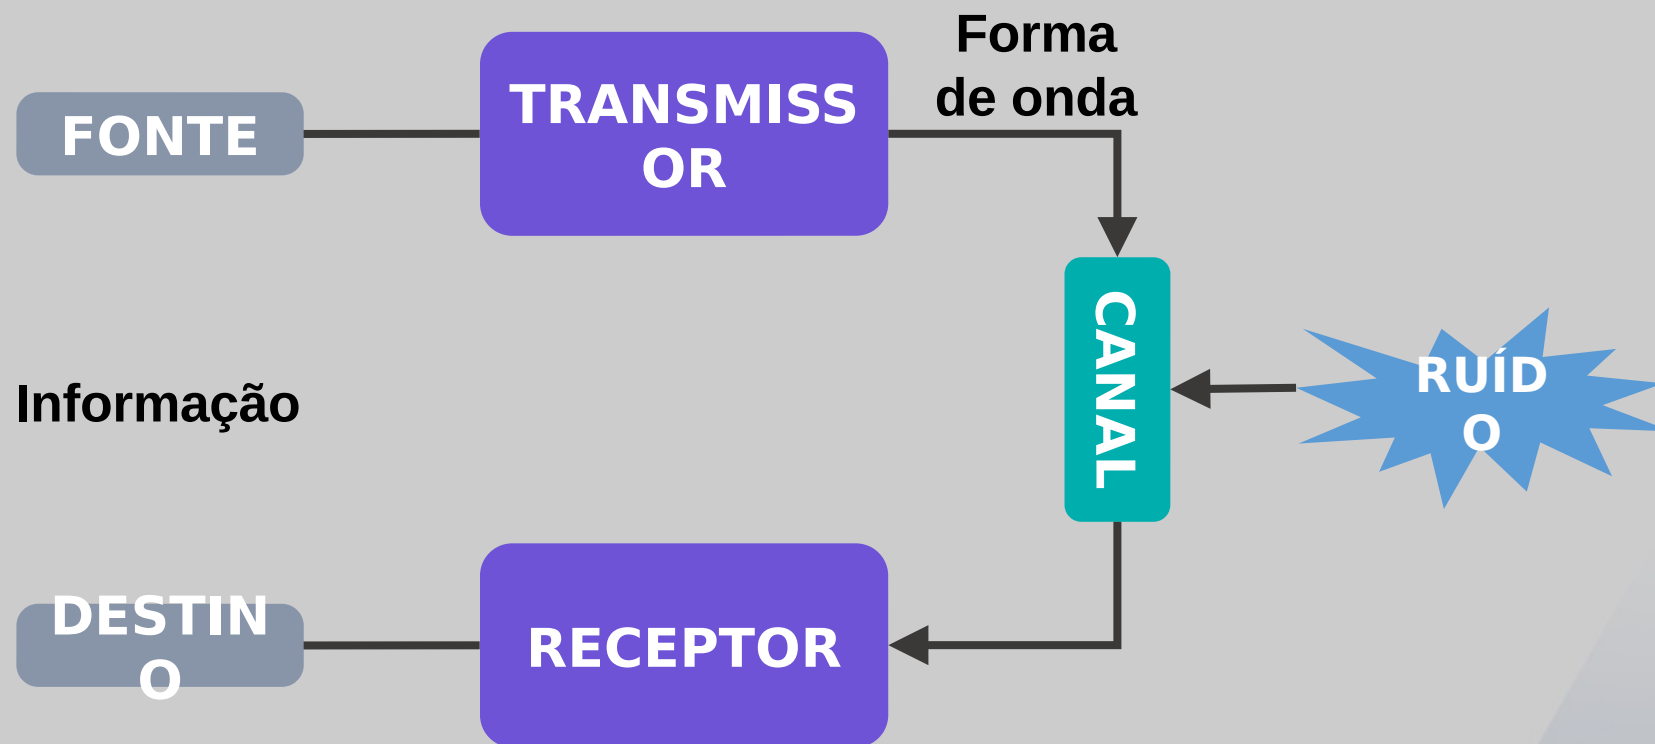 Forma
de onda
FONTE
TRANSMISS
OR
CANAL
RUÍD
O
Informação
DESTIN
O
RECEPTOR